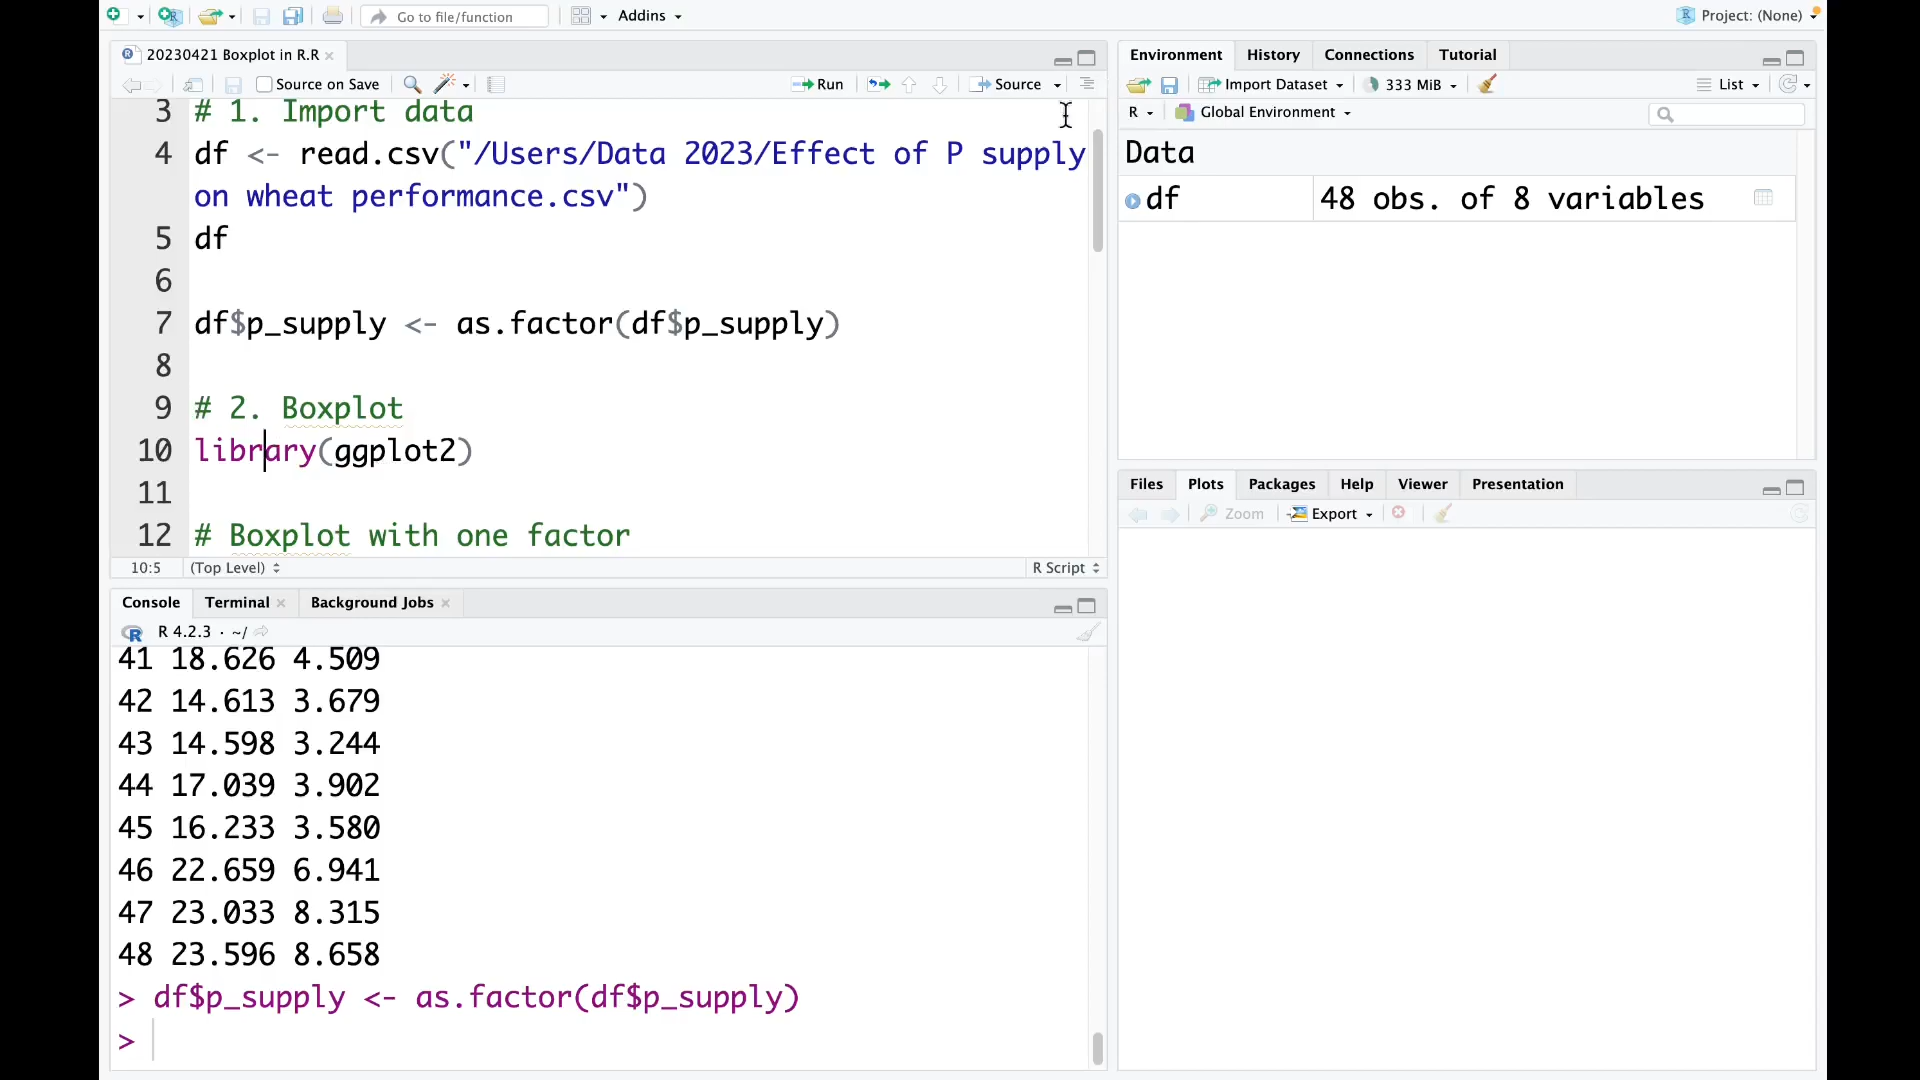 Go to file/function
Addins
Project: (None)
20230421 Boxplot in R.R
Source on Save
Run
Source
3 # 1. Import data
4 df <- read.csv("/Users/Data 2023/Effect of P supply
on wheat performance.csv")
5 df
6
7 df$p_supply <- as.factor(df$p_supply)
8
9 # 2. Boxplot
10 library(ggplot2)
11
12 # Boxplot with one factor
10:5 (Top Level) R Script
Console Terminal Background Jobs
R 4.2.3 · ~/
41 18.626 4.509
42 14.613 3.679
43 14.598 3.244
44 17.039 3.902
45 16.233 3.580
46 22.659 6.941
47 23.033 8.315
48 23.596 8.658
> df$p_supply <- as.factor(df$p_supply)
>
Environment History Connections Tutorial
Import Dataset 333 MiB List
R Global Environment
Data
df 48 obs. of 8 variables
Files Plots Packages Help Viewer Presentation
Zoom Export